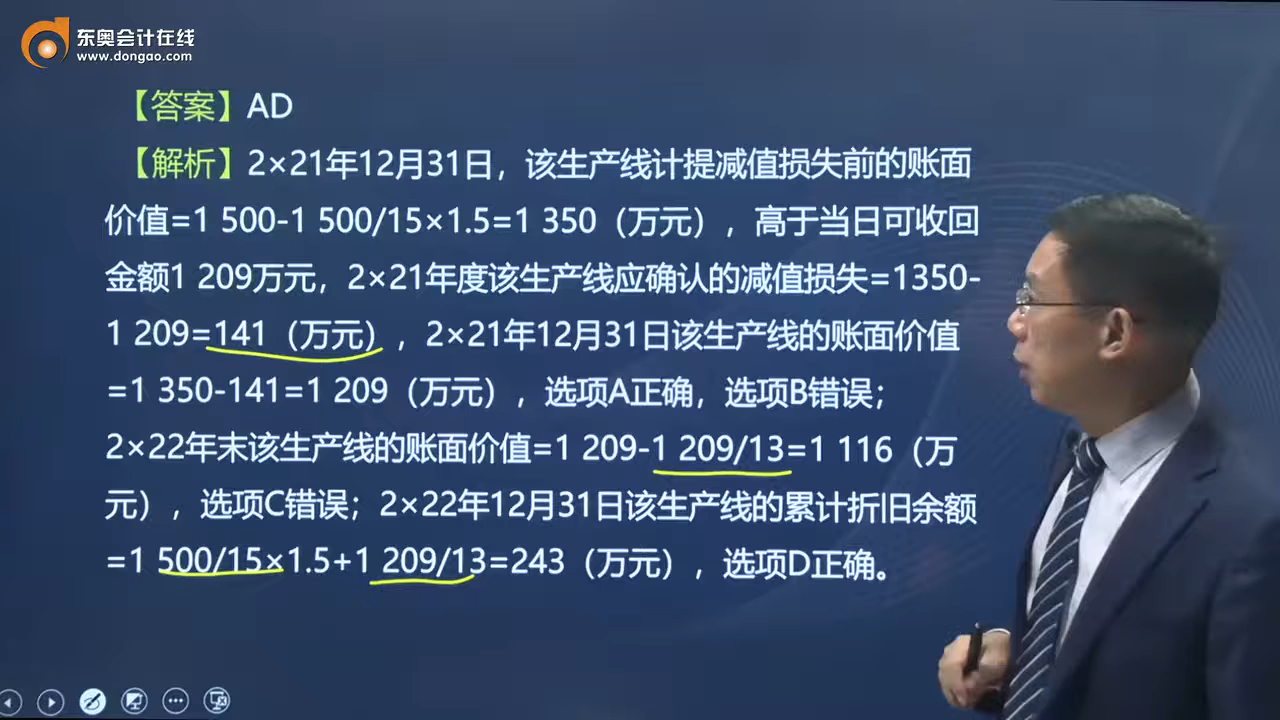 东奥会计在线
www.dongao.com
【答案】AD
【解析】2×21年12月31日，该生产线计提减值损失前的账面
价值=1 500-1 500/15×1.5=1 350（万元），高于当日可收回
金额1 209万元，2×21年度该生产线应确认的减值损失=1350-
1 209=141（万元），2×21年12月31日该生产线的账面价值
=1 350-141=1 209（万元），选项A正确，选项B错误；
2×22年末该生产线的账面价值=1 209-1 209/13=1 116（万
元），选项C错误；2×22年12月31日该生产线的累计折旧余额
=1 500/15×1.5+1 209/13=243（万元），选项D正确。